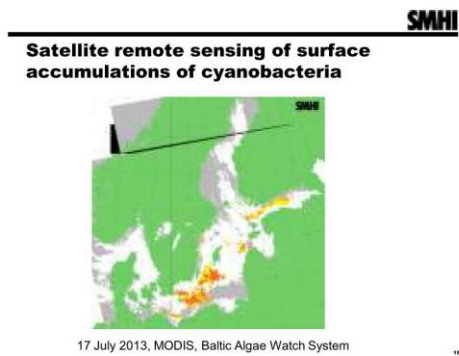 SMHI
Satellite remote sensing of surface
accumulations of cyanobacteria
SMHI
17 July 2013, MODIS, Baltic Algae Watch System